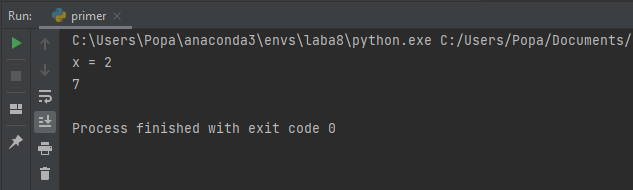 Run: primer
C:\Users\Popa\anaconda3\envs\laba8\python.exe C:/Users/Popa/Documents/
x = 2
7
Process finished with exit code 0